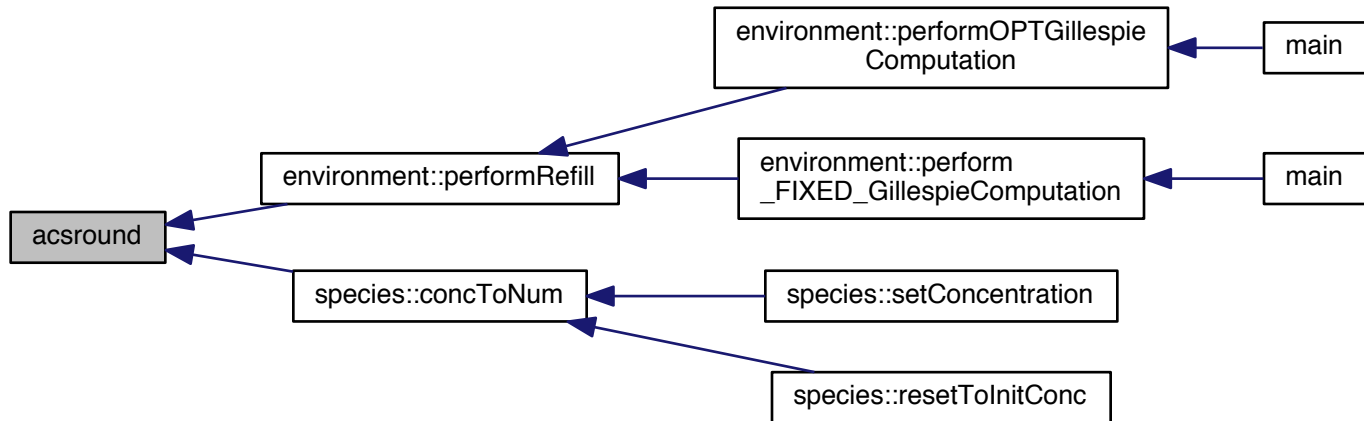 environment::performOPTGillespie
Computation
main
environment::performRefill
environment::perform
_FIXED_GillespieComputation
main
acsround
species::concToNum
species::setConcentration
species::resetToInitConc